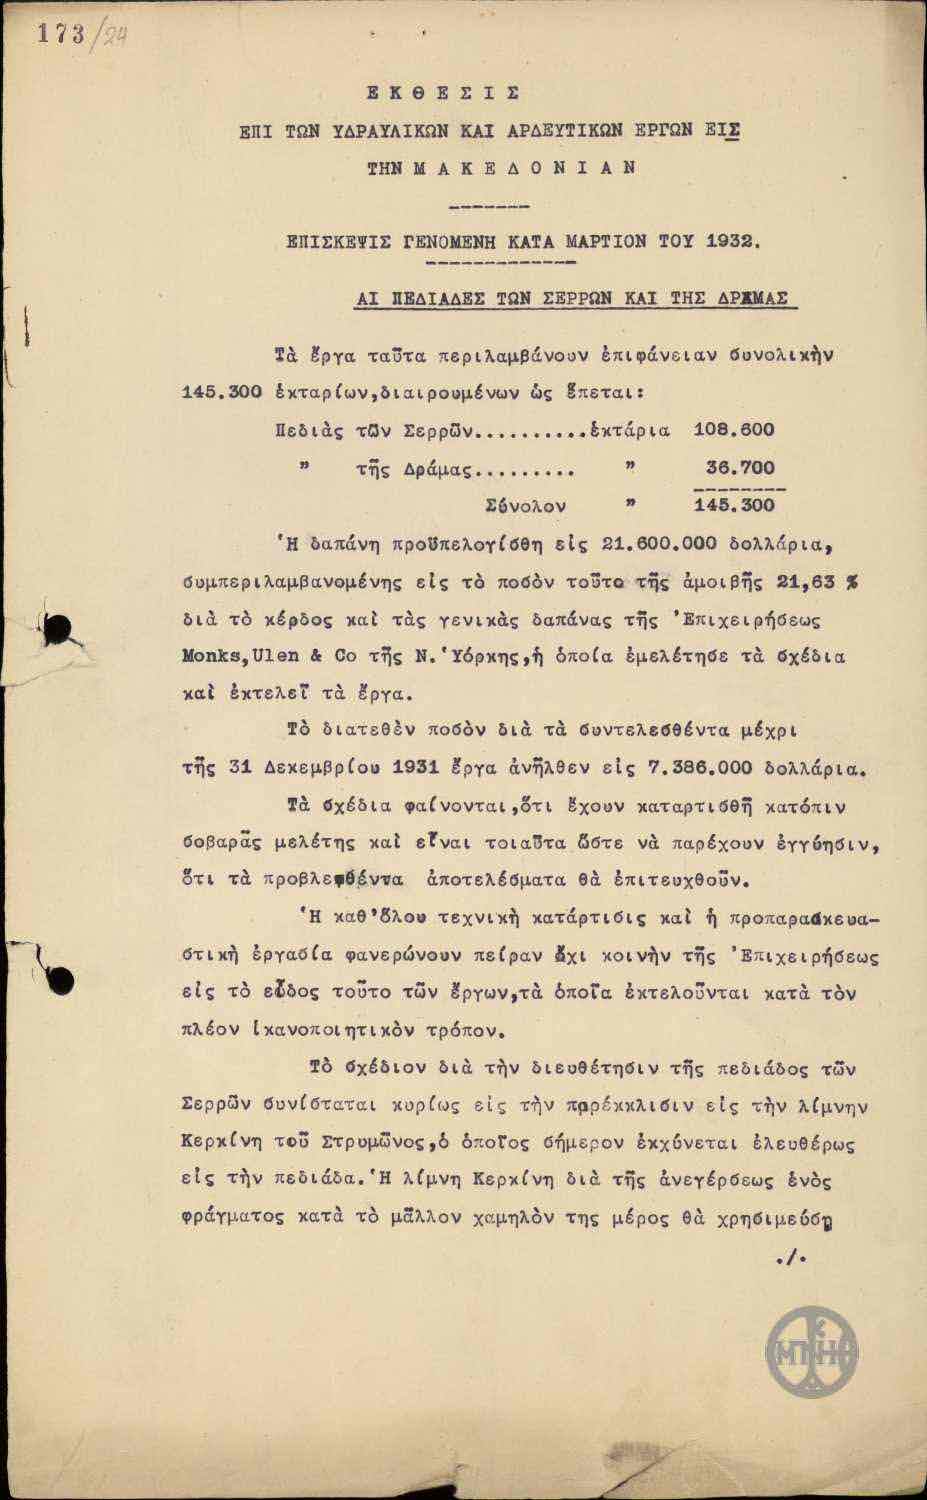 173/24
ΕΚΘΕΣΙΣ
ΕΠΙ ΤΩΝ ΥΔΡΑΥΛΙΚΩΝ ΚΑΙ ΑΡΔΕΥΤΙΚΩΝ ΕΡΓΩΝ ΕΙΣ
ΤΗΝ ΜΑΚΕΔΟΝΙΑΝ
ΕΠΙΣΚΕΨΙΣ ΓΕΝΟΜΕΝΗ ΚΑΤΑ ΜΑΡΤΙΟΝ ΤΟΥ 1932.
ΑΙ ΠΕΔΙΑΔΕΣ ΤΩΝ ΣΕΡΡΩΝ ΚΑΙ ΤΗΣ ΔΡΑΜΑΣ
Τὰ ἔργα ταῦτα περιλαμβάνουν ἐπιφάνειαν συνολικὴν
145.300 ἑκταρίων,διαιρουμένων ὡς ἕπεται:
Πεδιὰς τῶν Σερρῶν..........ἑκτάρια 108.600
" τῆς Δράμας......... " 36.700
Σύνολον " 145.300
Ἡ δαπάνη προϋπελογίσθη εἰς 21.600.000 δολλάρια,
συμπεριλαμβανομένης εἰς τὸ ποσὸν τοῦτο τῆς ἀμοιβῆς 21,63 %
διὰ τὸ κέρδος καὶ τὰς γενικὰς δαπάνας τῆς Ἐπιχειρήσεως
Monks,Ulen & Co τῆς Ν.Ὑόρκης,ἡ ὁποία ἐμελέτησε τὰ σχέδια
καὶ ἐκτελεῖ τὰ ἔργα.
Τὸ διατεθὲν ποσὸν διὰ τὰ συντελεσθέντα μέχρι
τῆς 31 Δεκεμβρίου 1931 ἔργα ἀνῆλθεν εἰς 7.386.000 δολλάρια.
Τὰ σχέδια φαίνονται,ὅτι ἔχουν καταρτισθῆ κατόπιν
σοβαρᾶς μελέτης καὶ εἶναι τοιαῦτα ὥστε νὰ παρέχουν ἐγγύησιν,
ὅτι τὰ προβλεφθέντα ἀποτελέσματα θὰ ἐπιτευχθοῦν.
Ἡ καθ'ὅλου τεχνικὴ κατάρτισις καὶ ἡ προπαρασκευα-
στικὴ ἐργασία φανερώνουν πεῖραν ὄχι κοινὴν τῆς Ἐπιχειρήσεως
εἰς τὸ εἶδος τοῦτο τῶν ἔργων,τὰ ὁποῖα ἐκτελοῦνται κατὰ τὸν
πλέον ἱκανοποιητικὸν τρόπον.
Τὸ σχέδιον διὰ τὴν διευθέτησιν τῆς πεδιάδος τῶν
Σερρῶν συνίσταται κυρίως εἰς τὴν παρέκκλισιν εἰς τὴν λίμνην
Κερκίνη τοῦ Στρυμῶνος,ὁ ὁποῖος σήμερον ἐκχύνεται ἐλευθέρως
εἰς τὴν πεδιάδα.Ἡ λίμνη Κερκίνη διὰ τῆς ἀνεγέρσεως ἑνὸς
φράγματος κατὰ τὸ μᾶλλον χαμηλὸν της μέρος θὰ χρησιμεύσῃ
./.